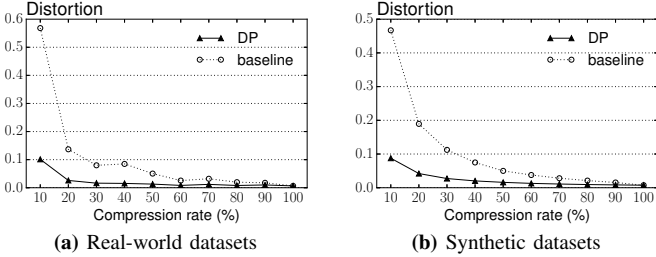 Distortion
0.6
0.5
0.4
0.3
0.2
0.1
0.0
DP
baseline
10 20 30 40 50 60 70 80 90 100
Compression rate (%)
(a) Real-world datasets
Distortion
0.5
0.4
0.3
0.2
0.1
0.0
DP
baseline
10 20 30 40 50 60 70 80 90 100
Compression rate (%)
(b) Synthetic datasets